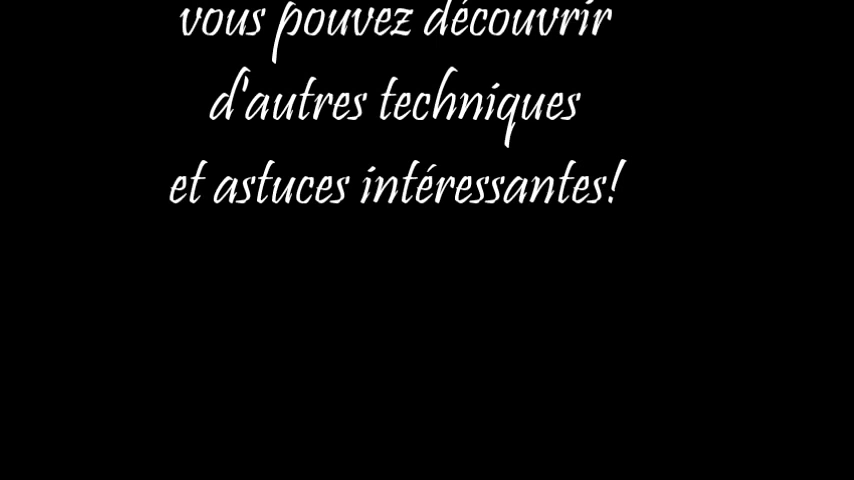 vous pouvez découvrir
d'autres techniques
et astuces intéressantes!